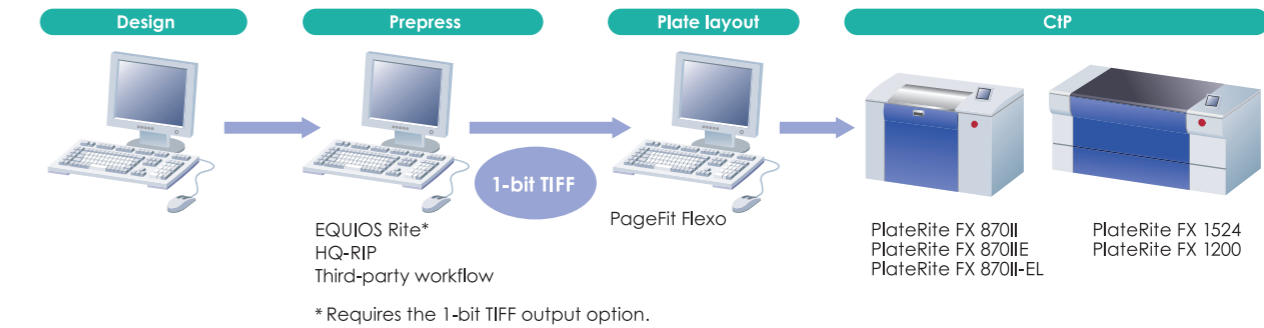 Design
Prepress
Plate layout
CtP
1-bit TIFF
EQUIOS Rite*
HQ-RIP
Third-party workflow
* Requires the 1-bit TIFF output option.
PageFit Flexo
PlateRite FX 870II
PlateRite FX 870IIE
PlateRite FX 870II-EL
PlateRite FX 1524
PlateRite FX 1200